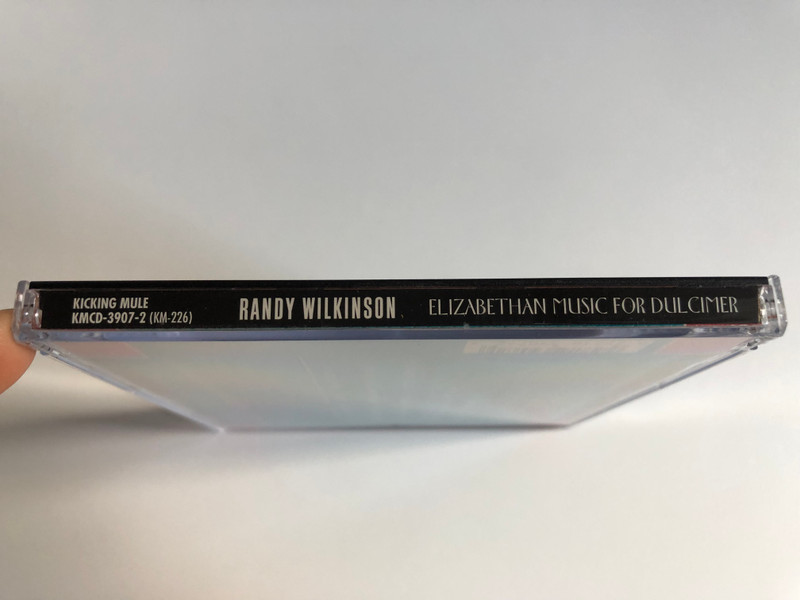 KICKING MULE
KMCD-3907-2 (KM-226)
RANDY WILKINSON
ELIZABETHAN MUSIC FOR DULCIMER